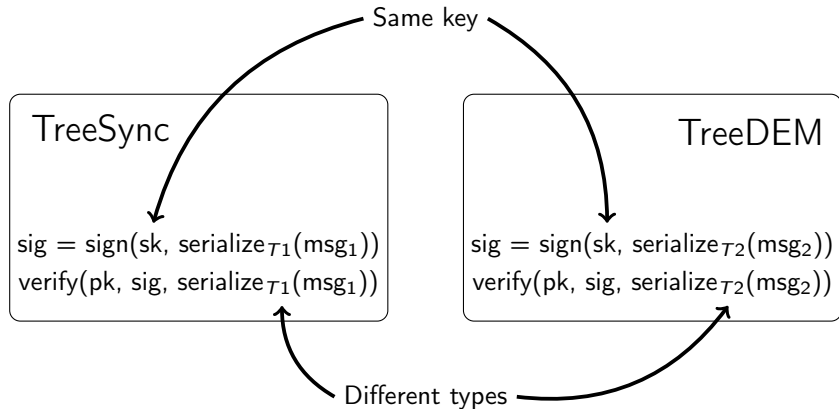 Same key
TreeSync
sig = sign(sk, serialize_T1(msg_1))
verify(pk, sig, serialize_T1(msg_1))
TreeDEM
sig = sign(sk, serialize_T2(msg_2))
verify(pk, sig, serialize_T2(msg_2))
Different types